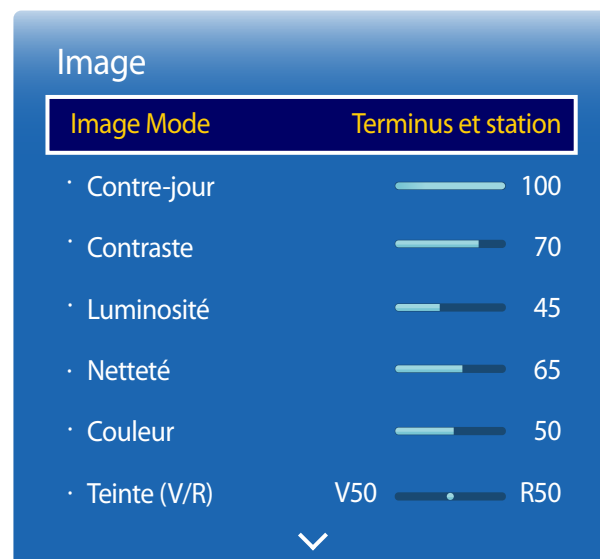 Image
Image Mode Terminus et station
· Contre-jour 100
· Contraste 70
· Luminosité 45
· Netteté 65
· Couleur 50
· Teinte (V/R) V50 R50